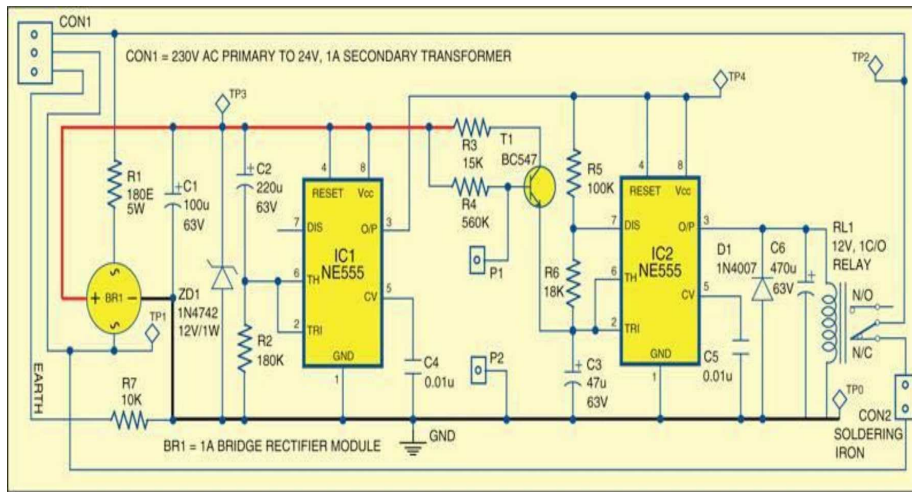 CON1
CON1 = 230V AC PRIMARY TO 24V, 1A SECONDARY TRANSFORMER
TP2
TP3
TP4
R1
180E
5W
C1
100u
63V
C2
220u
63V
4
8
RESET
Vcc
7
DIS
O/P
3
IC1
NE555
6
TH
CV
5
2
TRI
GND
1
R3
15K
R4
560K
T1
BC547
P1
P2
R5
100K
R6
18K
4
8
RESET
Vcc
7
DIS
O/P
3
IC2
NE555
6
TH
CV
5
2
TRI
GND
1
D1
1N4007
C6
470u
63V
RL1
12V, 1C/O
RELAY
N/O
N/C
BR1
+
−
TP1
ZD1
1N4742
12V/1W
R2
180K
C4
0.01u
C3
47u
63V
C5
0.01u
TP0
CON2
SOLDERING
IRON
EARTH
R7
10K
GND
BR1 = 1A BRIDGE RECTIFIER MODULE